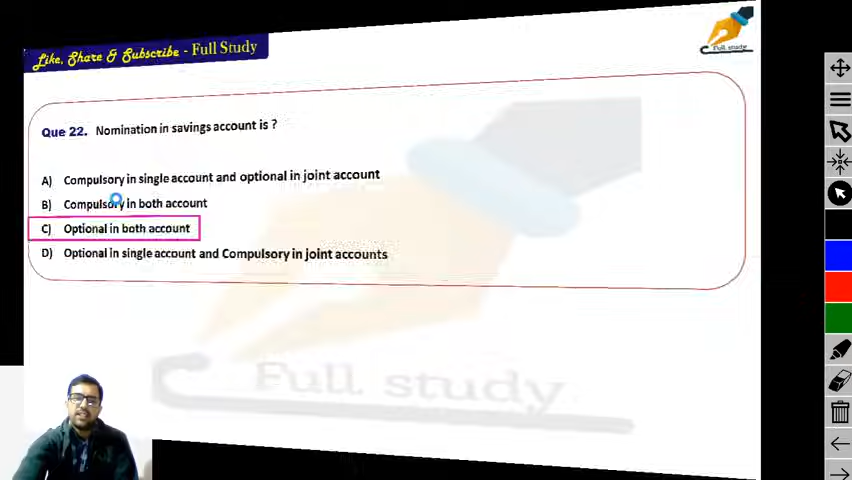 Like, Share & Subscribe - Full Study
Full study
Que 22. Nomination in savings account is ?
A) Compulsory in single account and optional in joint account
B) Compulsory in both account
C) Optional in both account
D) Optional in single account and Compulsory in joint accounts
Full study